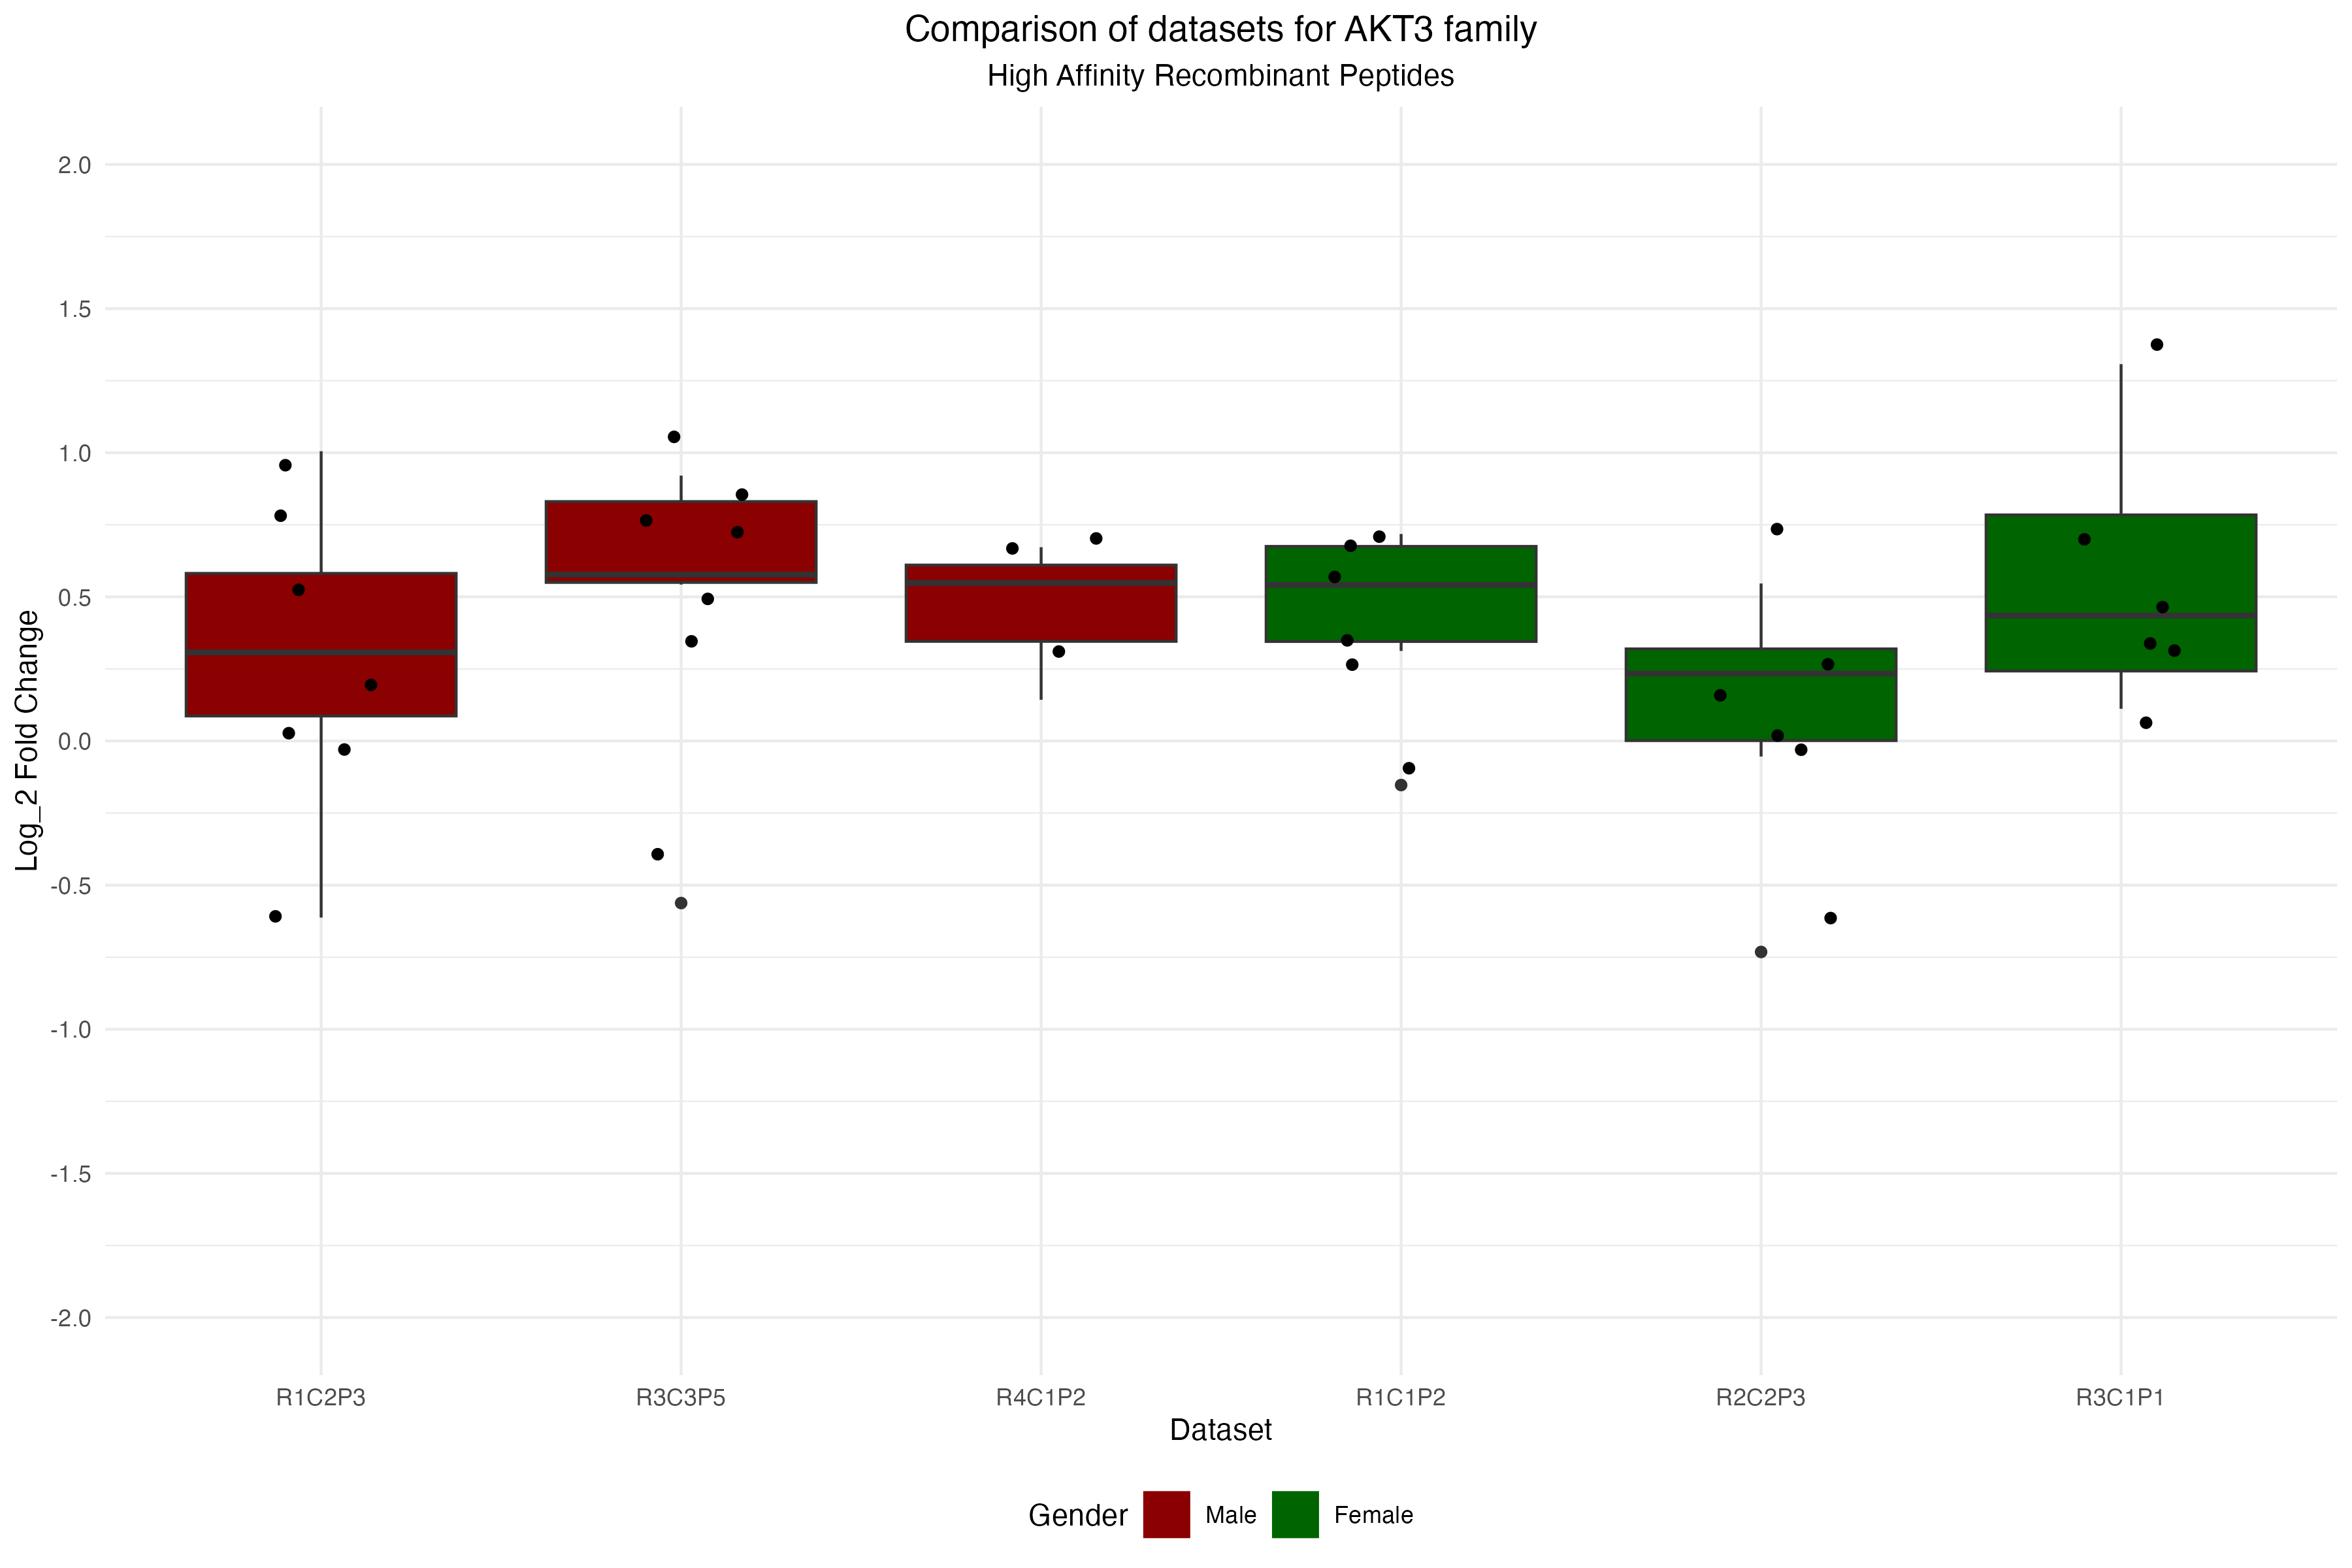 Comparison of datasets for AKT3 family
High Affinity Recombinant Peptides
Log_2 Fold Change
2.0
1.5
1.0
0.5
0.0
-0.5
-1.0
-1.5
-2.0
R1C2P3 R3C3P5 R4C1P2 R1C1P2 R2C2P3 R3C1P1
Dataset
Gender Male Female